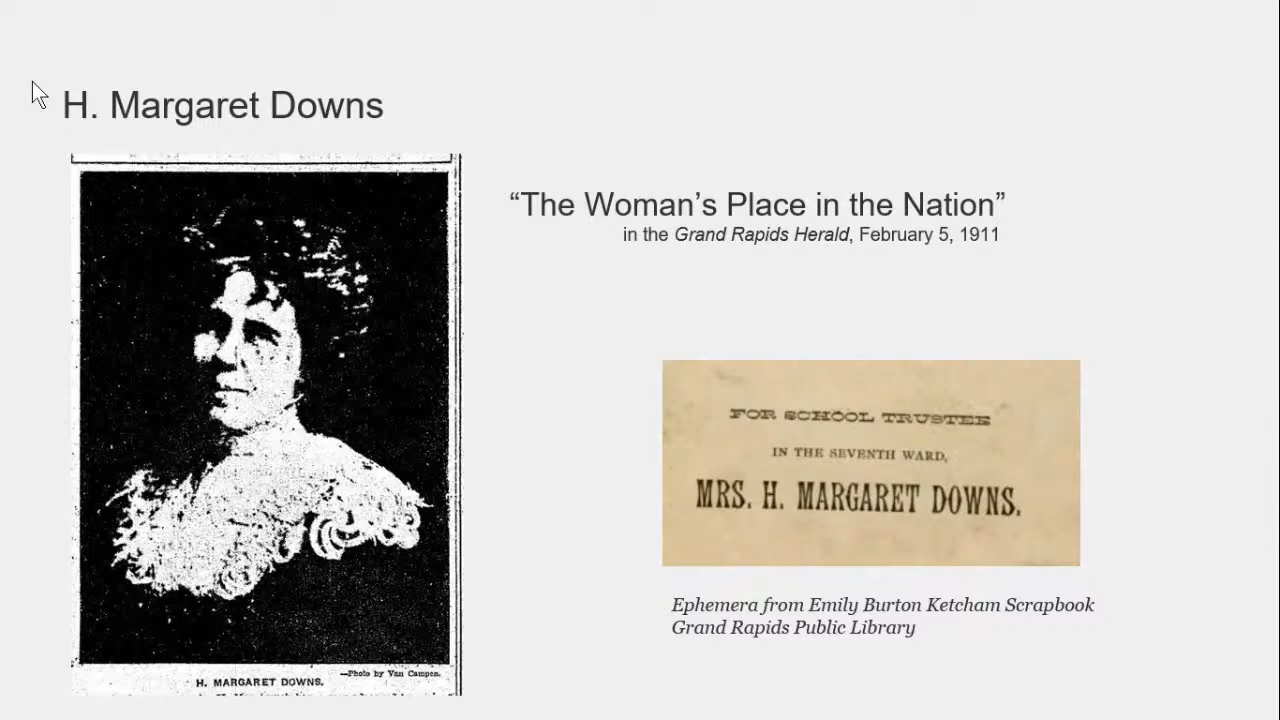 H. Margaret Downs
“The Woman’s Place in the Nation”
in the Grand Rapids Herald, February 5, 1911
FOR SCHOOL TRUSTEE
IN THE SEVENTH WARD,
MRS. H. MARGARET DOWNS.
Ephemera from Emily Burton Ketcham Scrapbook
Grand Rapids Public Library
—Photo by Van Campen.
H. MARGARET DOWNS.